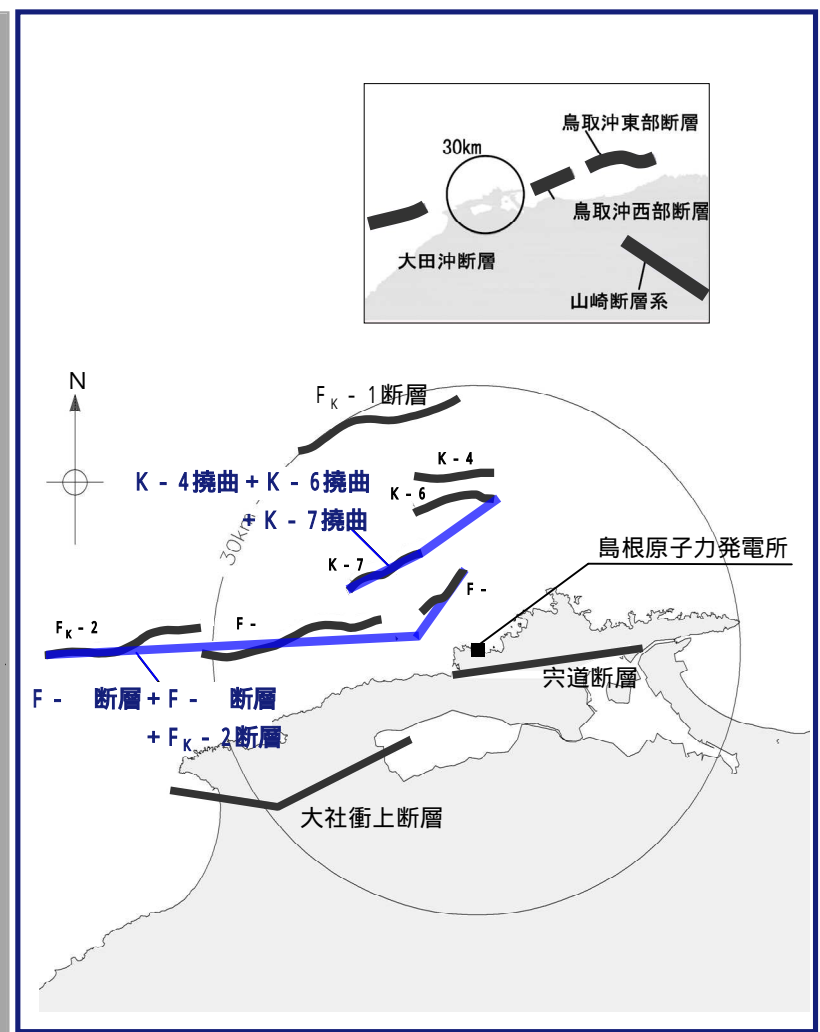 鳥取沖東部断層
30km
鳥取沖西部断層
大田沖断層
山崎断層系
N
FK - 1断層
K - 4
K - 4撓曲 + K - 6撓曲
+ K - 7撓曲
K - 6
30km
島根原子力発電所
K - 7
F -
FK - 2
F -
宍道断層
F - 断層 + F - 断層
+ FK - 2断層
大社衝上断層